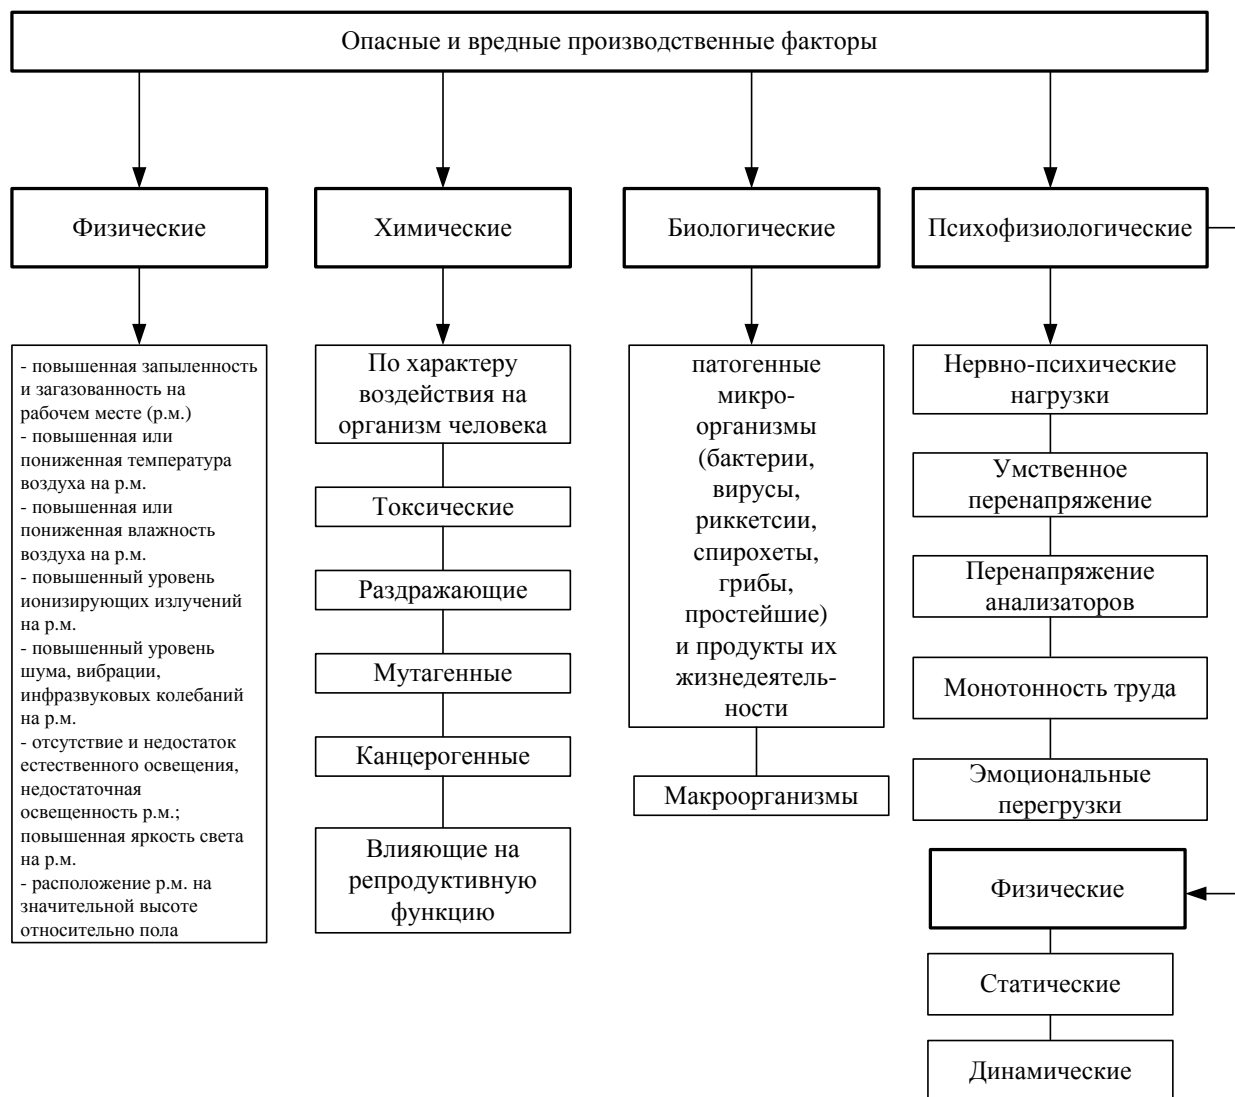 Опасные и вредные производственные факторы
Физические
Химические
Биологические
Психофизиологические
- повышенная запыленность
и загазованность на
рабочем месте (р.м.)
- повышенная или
пониженная температура
воздуха на р.м.
- повышенная или
пониженная влажность
воздуха на р.м.
- повышенный уровень
ионизирующих излучений
на р.м.
- повышенный уровень
шума, вибрации,
инфразвуковых колебаний
на р.м.
- отсутствие и недостаток
естественного освещения,
недостаточная
освещенность р.м.;
повышенная яркость света
на р.м.
- расположение р.м. на
значительной высоте
относительно пола
По характеру
воздействия на
организм человека
Токсические
Раздражающие
Мутагенные
Канцерогенные
Влияющие на
репродуктивную
функцию
патогенные
микро-
организмы
(бактерии,
вирусы,
риккетсии,
спирохеты,
грибы,
простейшие)
и продукты их
жизнедеятель-
ности
Макроорганизмы
Нервно-психические
нагрузки
Умственное
перенапряжение
Перенапряжение
анализаторов
Монотонность труда
Эмоциональные
перегрузки
Физические
Статические
Динамические